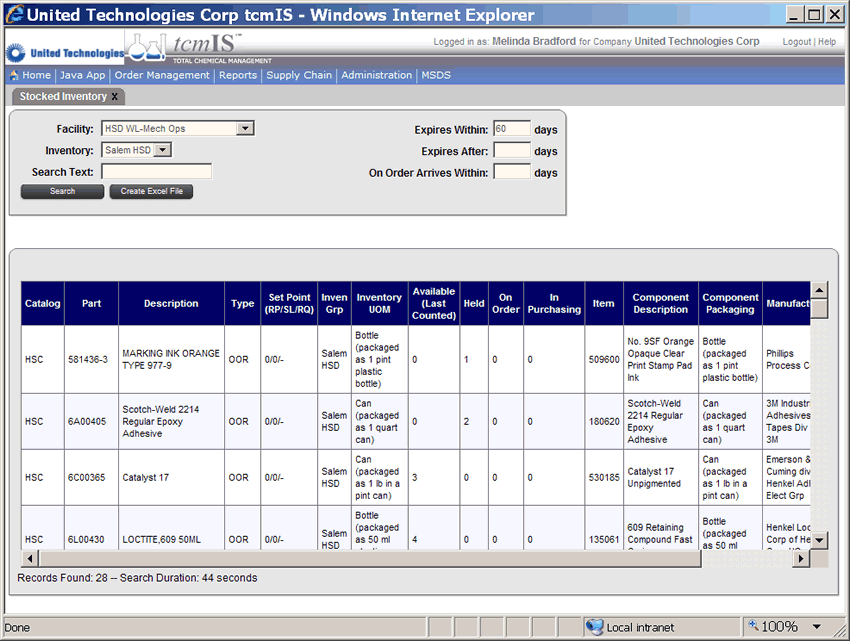 United Technologies Corp tcmIS - Windows Internet Explorer
United Technologies
tcmIS™
TOTAL CHEMICAL MANAGEMENT
Logged in as: Melinda Bradford for Company United Technologies Corp
Logout | Help
Home | Java App | Order Management | Reports | Supply Chain | Administration | MSDS
Stocked Inventory x
Facility: HSD WL-Mech Ops
Expires Within: 60 days
Inventory: Salem HSD
Expires After: days
Search Text:
On Order Arrives Within: days
Search
Create Excel File
Catalog
Part
Description
Type
Set Point
(RP/SL/RQ)
Inven
Grp
Inventory
UOM
Available
(Last
Counted)
Held
On
Order
In
Purchasing
Item
Component
Description
Component
Packaging
Manufact
HSC
581436-3
MARKING INK ORANGE
TYPE 977-9
OOR
0/0/-
Salem
HSD
Bottle
(packaged
as 1 pint
plastic
bottle)
0
1
0
0
509600
No. 9SF Orange
Opaque Clear
Print Stamp Pad
Ink
Bottle
(packaged
as 1 pint
plastic bottle)
Phillips
Process C
HSC
6A00405
Scotch-Weld 2214
Regular Epoxy
Adhesive
OOR
0/0/-
Salem
HSD
Can
(packaged
as 1 quart
can)
0
2
0
0
180620
Scotch-Weld
2214 Regular
Epoxy
Adhesive
Can
(packaged
as 1 quart
can)
3M Industri
Adhesives
Tapes Div
3M
HSC
6C00365
Catalyst 17
OOR
0/0/-
Salem
HSD
Can
(packaged
as 1 lb in a
pint can)
3
0
0
0
530185
Catalyst 17
Unpigmented
Can
(packaged
as 1 lb in a
pint can)
Emerson &
Cuming div
Henkel Adh
Elect Grp
HSC
6L00430
LOCTITE,609 50ML
OOR
0/0/-
Salem
HSD
Bottle
(packaged
as 50 ml
4
0
0
0
135061
609 Retaining
Compound Fast
Bottle
(packaged
as 50 ml
Henkel Loc
Corp of He
Records Found: 28 -- Search Duration: 44 seconds
Done
Local intranet
100%